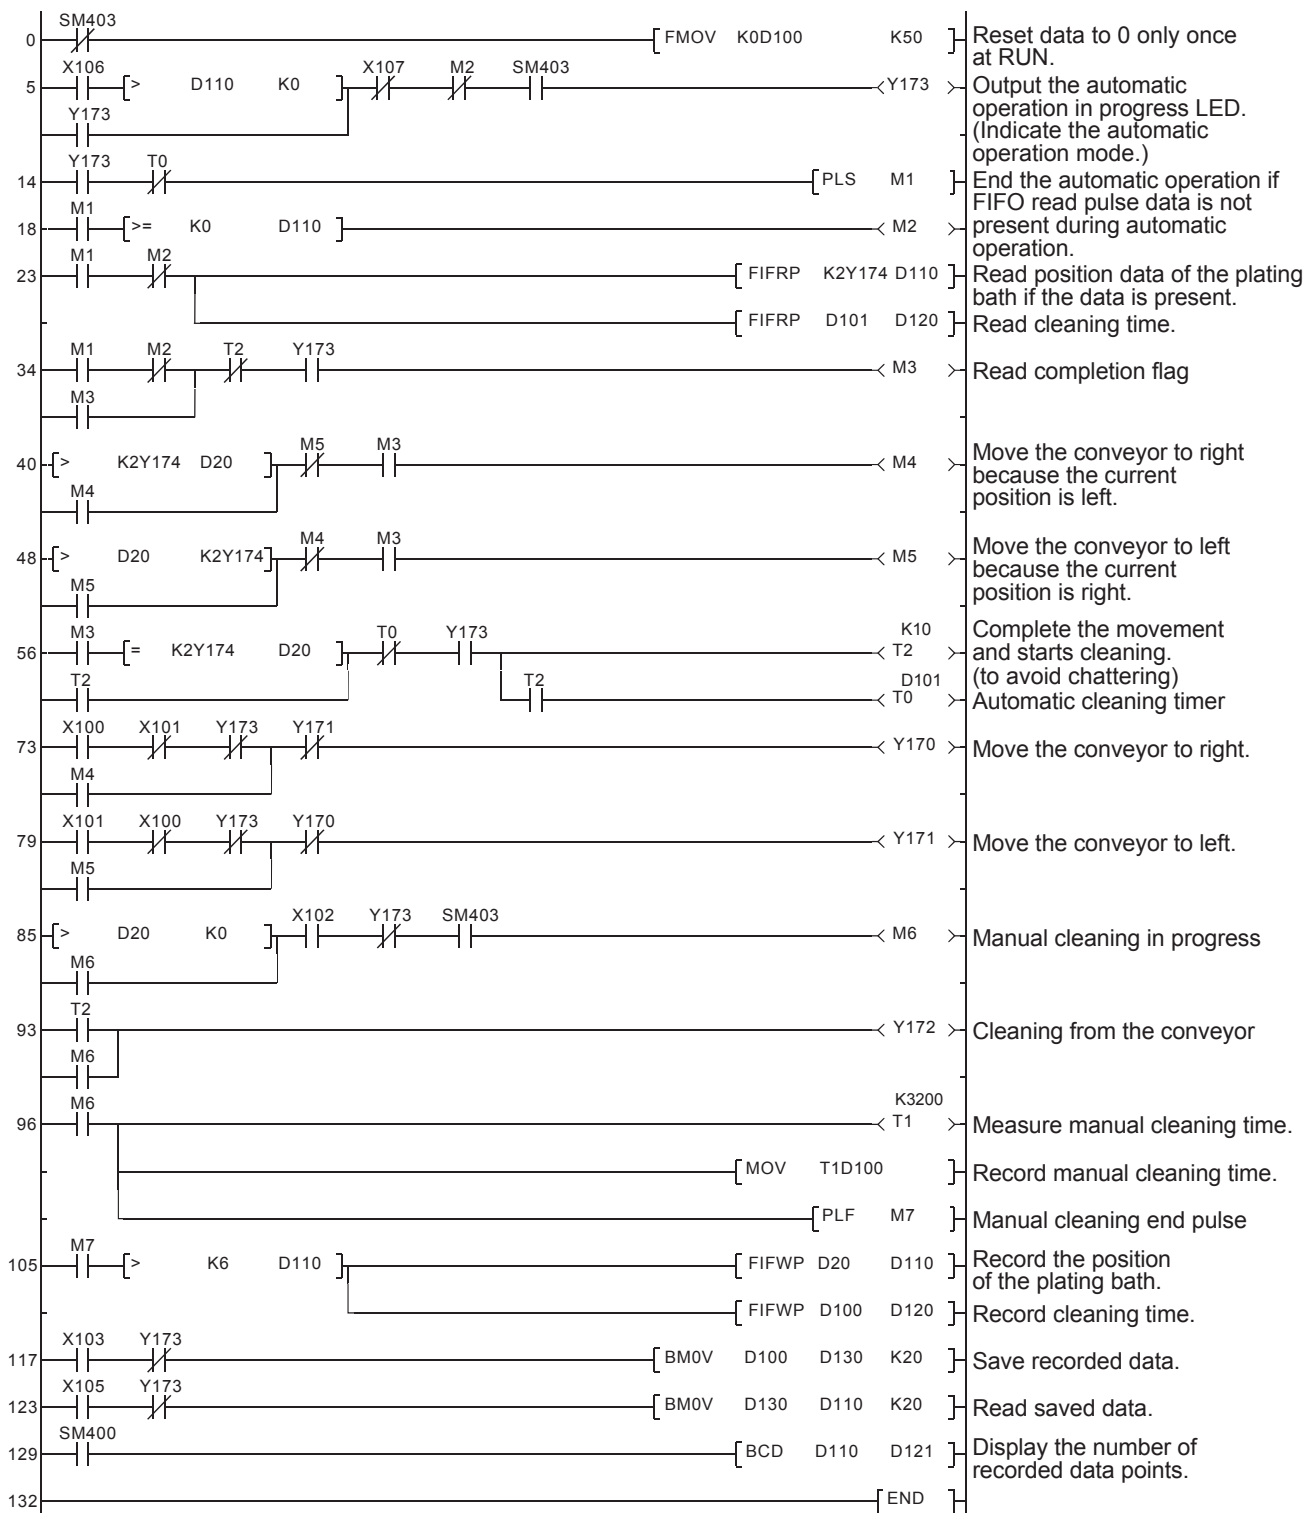 SM403
0 FMOV K0D100 K50 Reset data to 0 only once
at RUN.
X106 X107 M2 SM403
5 > D110 K0 Y173 Output the automatic
operation in progress LED.
Y173 (Indicate the automatic
operation mode.)
Y173 T0
14 PLS M1 End the automatic operation if
FIFO read pulse data is not
M1
18 >= K0 D110 M2 present during automatic
operation.
M1 M2
23 FIFRP K2Y174 D110 Read position data of the plating
bath if the data is present.
FIFRP D101 D120 Read cleaning time.
M1 M2 T2 Y173
34 M3 Read completion flag
M3
M5 M3
40 > K2Y174 D20 M4 Move the conveyor to right
because the current
M4 position is left.
M4 M3
48 > D20 K2Y174 M5 Move the conveyor to left
because the current
M5 position is right.
M3 T0 Y173 K10
56 = K2Y174 D20 T2 Complete the movement
and starts cleaning.
T2 T2 D101 (to avoid chattering)
T0 Automatic cleaning timer
X100 X101 Y173 Y171
73 Y170 Move the conveyor to right.
M4
X101 X100 Y173 Y170
79 Y171 Move the conveyor to left.
M5
X102 Y173 SM403
85 > D20 K0 M6 Manual cleaning in progress
M6
T2
93 Y172 Cleaning from the conveyor
M6
M6 K3200
96 T1 Measure manual cleaning time.
MOV T1D100 Record manual cleaning time.
PLF M7 Manual cleaning end pulse
M7
105 > K6 D110 FIFWP D20 D110 Record the position
of the plating bath.
FIFWP D100 D120 Record cleaning time.
X103 Y173
117 BM0V D100 D130 K20 Save recorded data.
X105 Y173
123 BM0V D130 D110 K20 Read saved data.
SM400
129 BCD D110 D121 Display the number of
recorded data points.
132 END